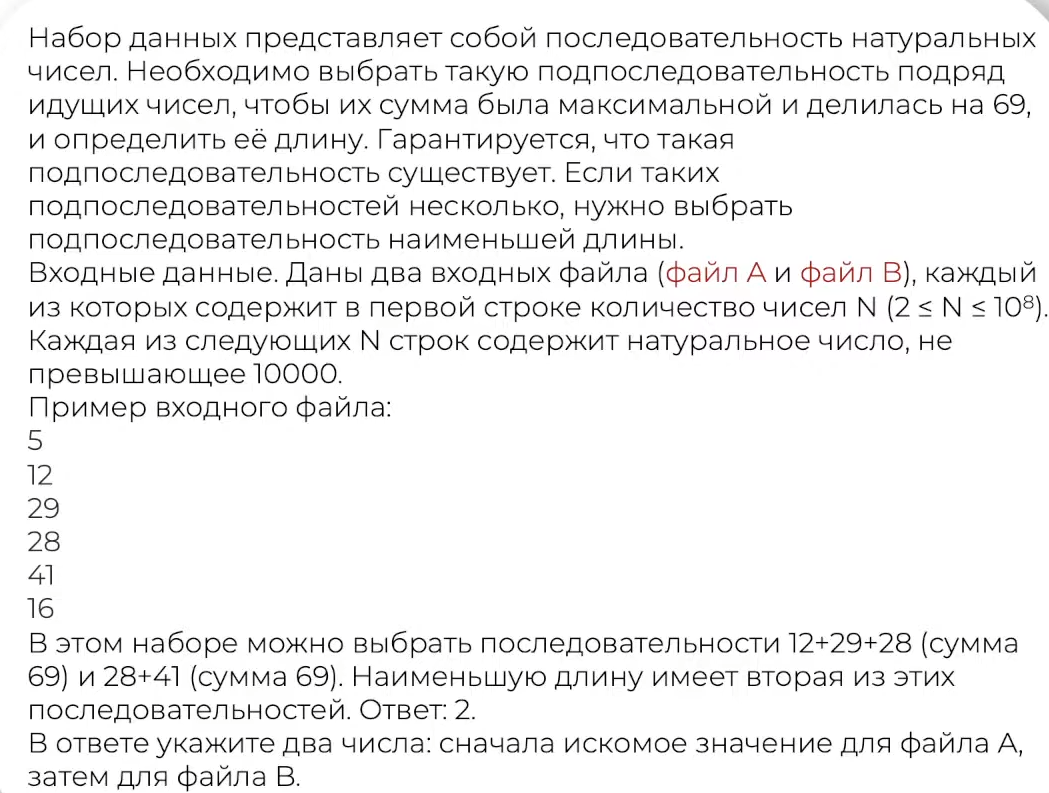 Набор данных представляет собой последовательность натуральных
чисел. Необходимо выбрать такую подпоследовательность подряд
идущих чисел, чтобы их сумма была максимальной и делилась на 69,
и определить её длину. Гарантируется, что такая
подпоследовательность существует. Если таких
подпоследовательностей несколько, нужно выбрать
подпоследовательность наименьшей длины.
Входные данные. Даны два входных файла (файл A и файл B), каждый
из которых содержит в первой строке количество чисел N (2 ≤ N ≤ 10⁸).
Каждая из следующих N строк содержит натуральное число, не
превышающее 10000.
Пример входного файла:
5
12
29
28
41
16
В этом наборе можно выбрать последовательности 12+29+28 (сумма
69) и 28+41 (сумма 69). Наименьшую длину имеет вторая из этих
последовательностей. Ответ: 2.
В ответе укажите два числа: сначала искомое значение для файла А,
затем для файла B.